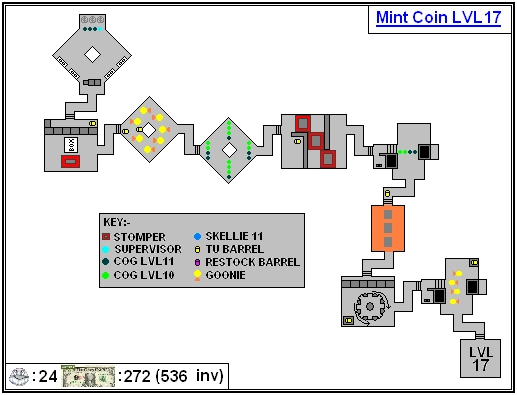 Mint Coin LVL17
BOX
KEY:-
STOMPER
SUPERVISOR
COG LVL11
COG LVL10
SKELLIE 11
TU BARREL
RESTOCK BARREL
GOONIE
LVL
17
:24
:272 (536 inv)